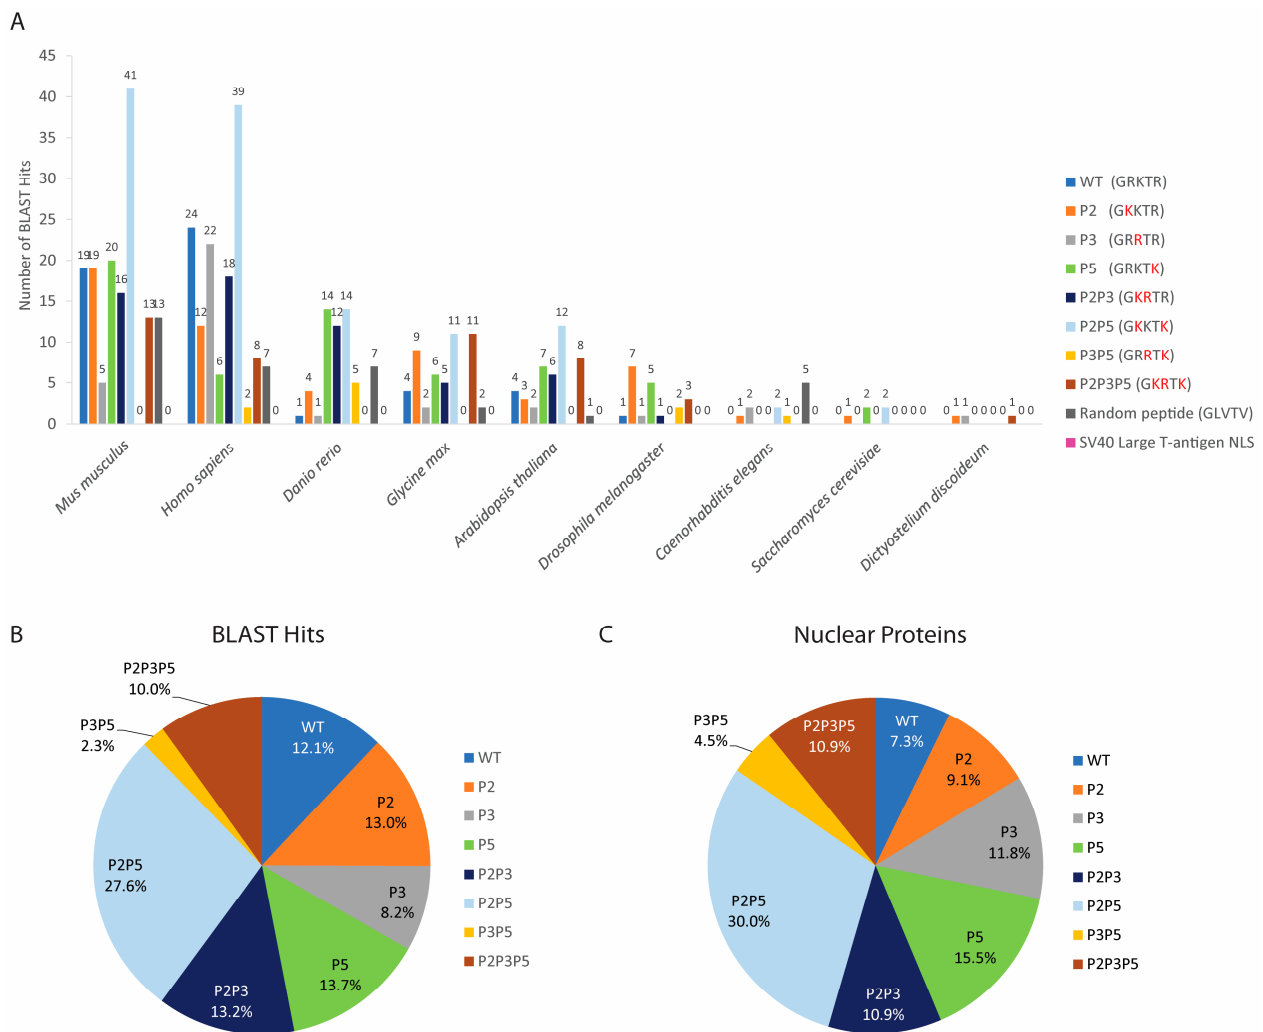 A
45
40
35
30
25
20
15
10
5
0
Number of BLAST Hits
19 19 5 20 16 41 0 13 13 0
24 12 22 6 18 39 2 8 7 0
1 4 1 14 12 14 5 0 7 0
4 9 2 6 5 11 0 11 2 0
4 3 2 7 6 12 0 8 1 0
1 7 1 5 1 0 2 3 0 0
0 1 2 0 0 2 1 0 5 0
0 1 0 2 0 2 0 0 0 0
0 1 1 0 0 0 0 1 0 0
Mus musculus
Homo sapiens
Danio rerio
Glycine max
Arabidopsis thaliana
Drosophila melanogaster
Caenorhabditis elegans
Saccharomyces cerevisiae
Dictyostelium discoideum
WT (GRKTR)
P2 (GKKTR)
P3 (GRRTR)
P5 (GRKTK)
P2P3 (GKRTR)
P2P5 (GKKTK)
P3P5 (GRRTK)
P2P3P5 (GKRTK)
Random peptide (GLVTV)
SV40 Large T-antigen NLS
B
BLAST Hits
P2P3P5
10.0%
P3P5
2.3%
WT
12.1%
P2
13.0%
P3
8.2%
P5
13.7%
P2P3
13.2%
P2P5
27.6%
WT
P2
P3
P5
P2P3
P2P5
P3P5
P2P3P5
C
Nuclear Proteins
P3P5
4.5%
P2P3P5
10.9%
WT
7.3%
P2
9.1%
P3
11.8%
P5
15.5%
P2P3
10.9%
P2P5
30.0%
WT
P2
P3
P5
P2P3
P2P5
P3P5
P2P3P5